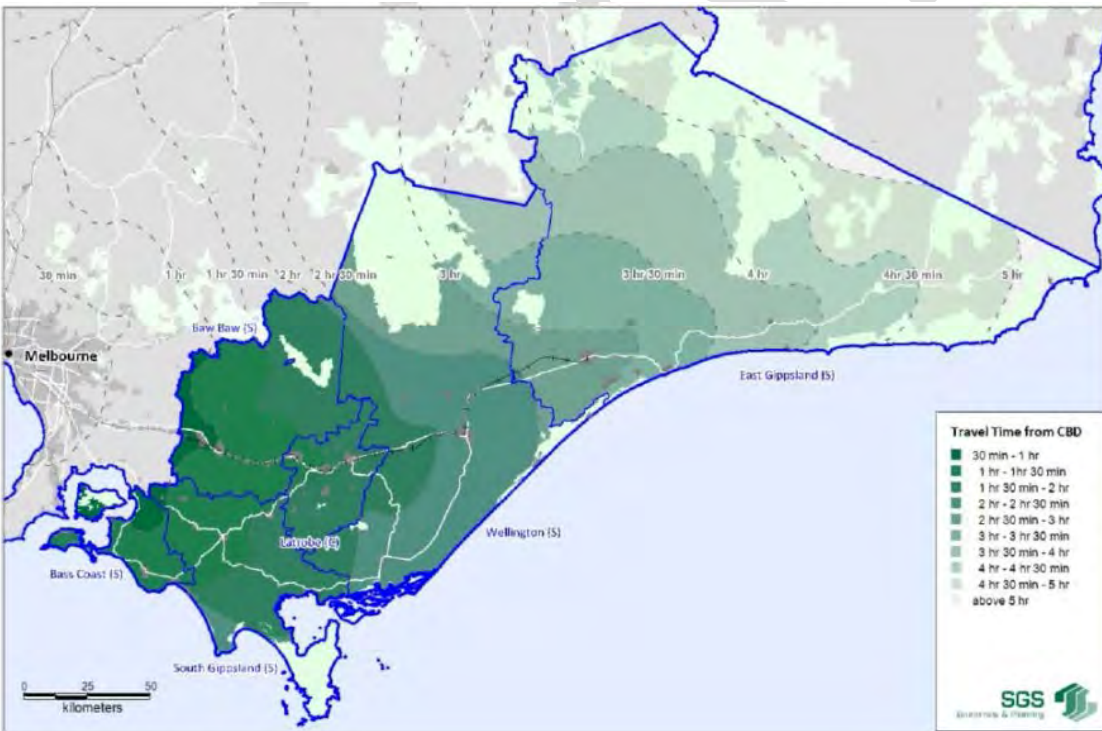 30 min
1 hr
1 hr 30 min
2 hr
2 hr 30 min
3 hr
3 hr 30 min
4 hr
4hr 30 min
5 hr
Baw Baw (S)
Melbourne
East Gippsland (S)
Wellington (S)
Latrobe (C)
Bass Coast (S)
South Gippsland (S)
0 25 50
kilometers
Travel Time from CBD
30 min - 1 hr
1 hr - 1hr 30 min
1 hr 30 min - 2 hr
2 hr - 2 hr 30 min
2 hr 30 min - 3 hr
3 hr - 3 hr 30 min
3 hr 30 min - 4 hr
4 hr - 4 hr 30 min
4 hr 30 min - 5 hr
above 5 hr
SGS
Economics & Planning